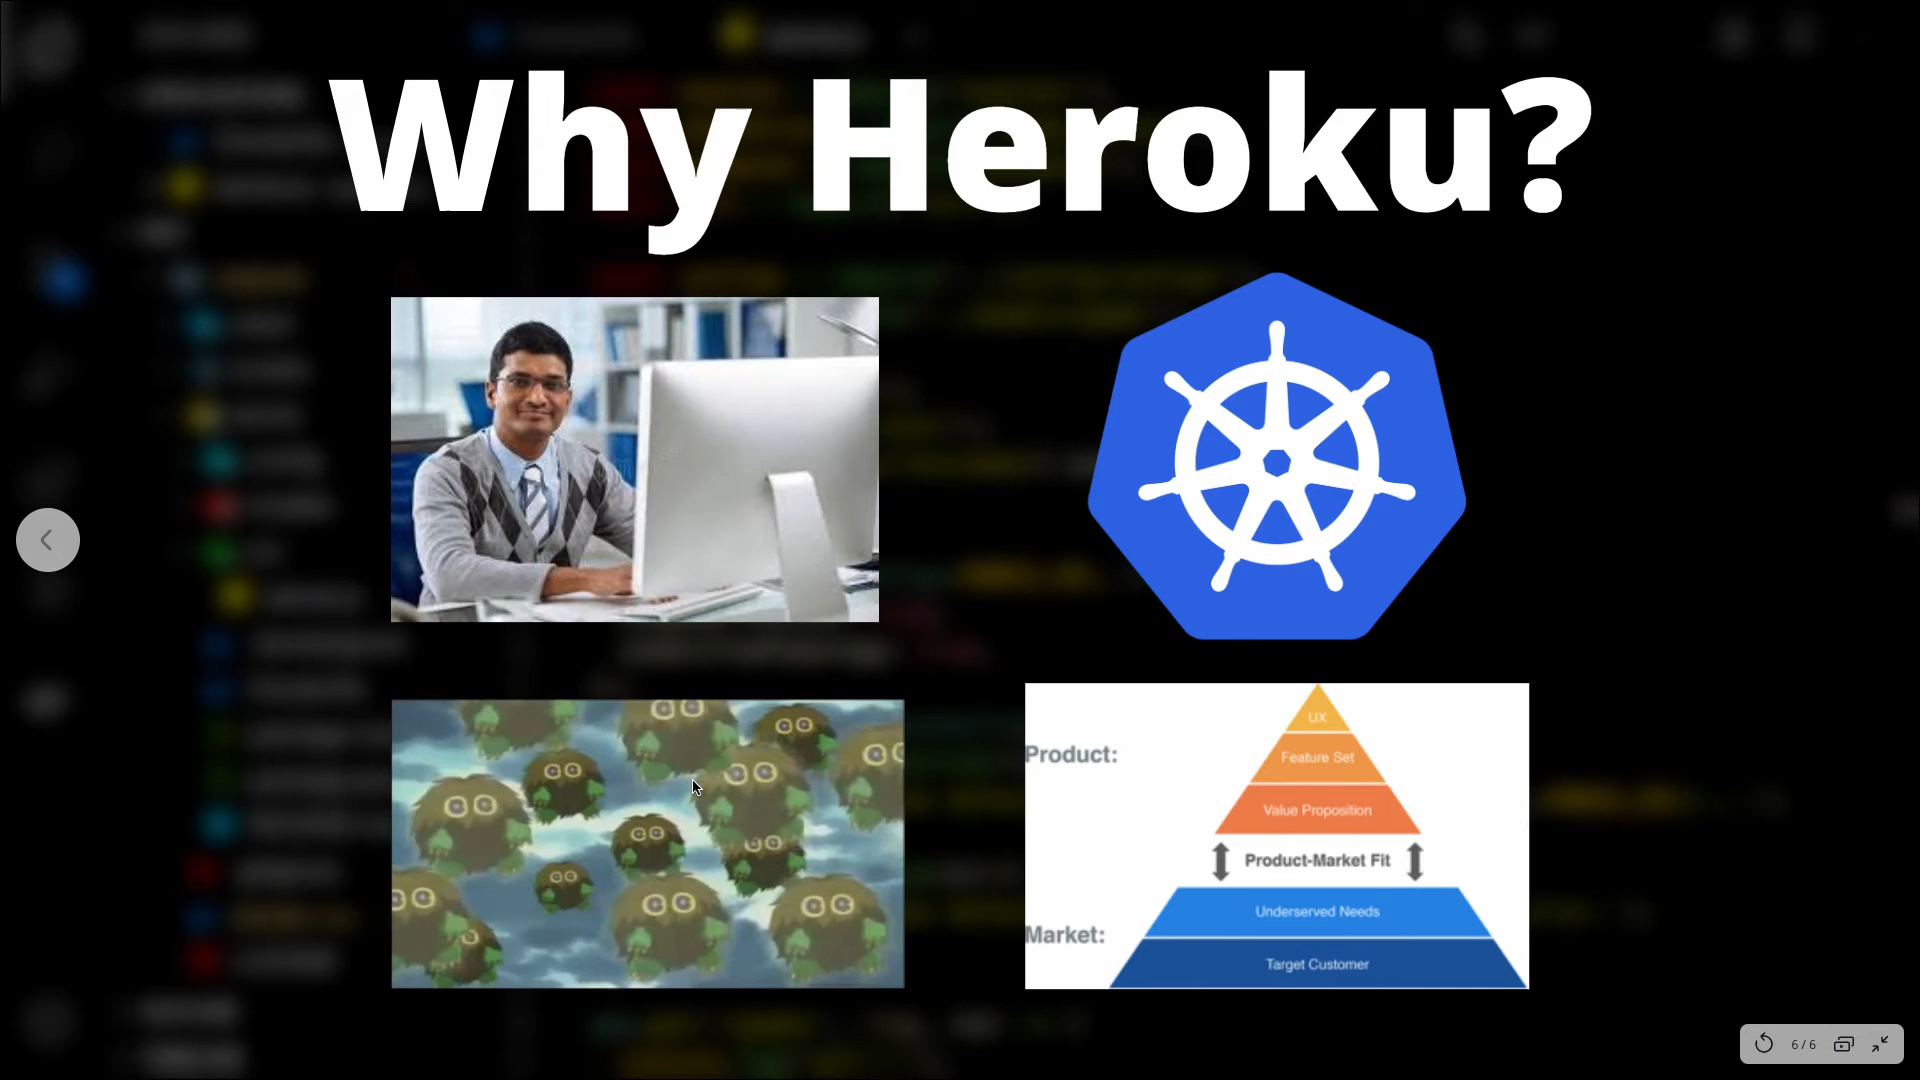 Why Heroku?
UX
Feature Set
Product:
Value Proposition
Product-Market Fit
Underserved Needs
Market:
Target Customer
6 / 6